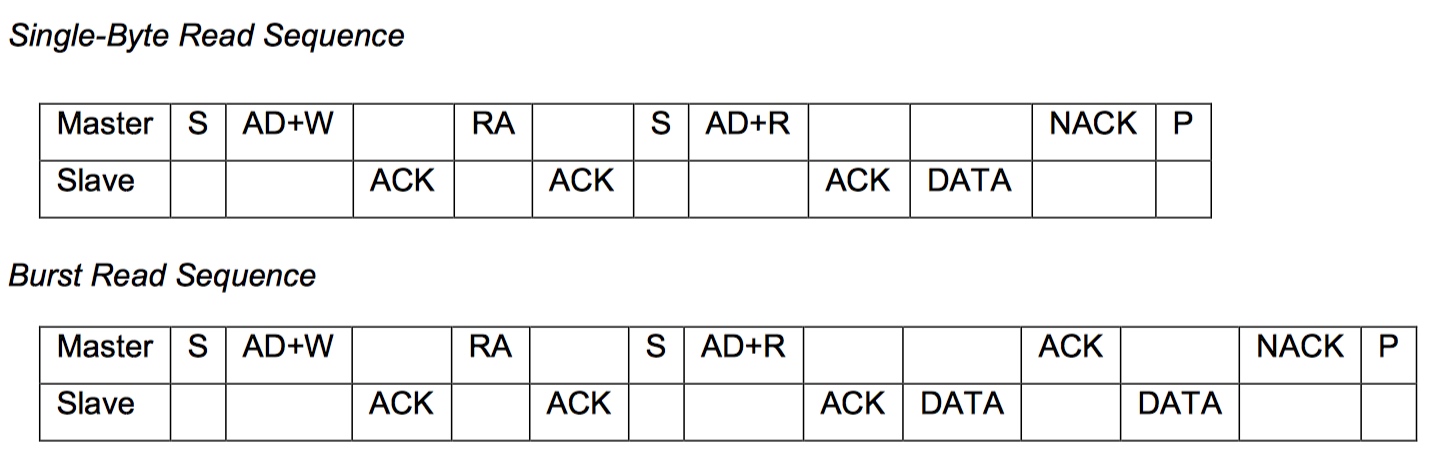 Single-Byte Read Sequence
Master S AD+W RA S AD+R NACK P
Slave ACK ACK ACK DATA
Burst Read Sequence
Master S AD+W RA S AD+R ACK NACK P
Slave ACK ACK ACK DATA DATA